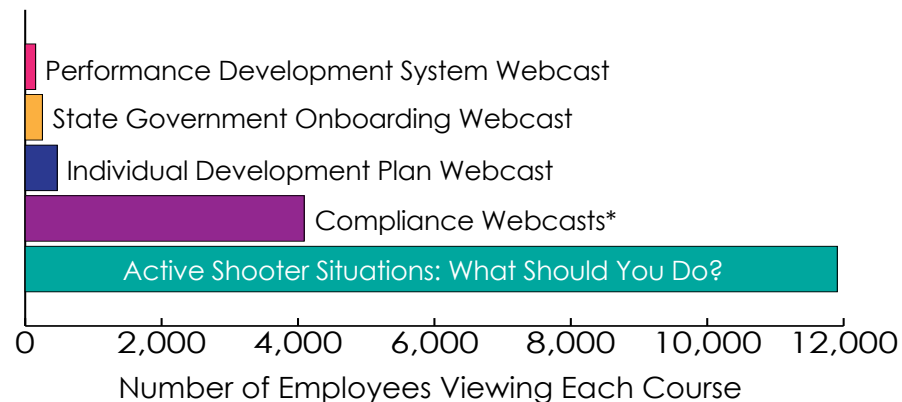 Performance Development System Webcast
State Government Onboarding Webcast
Individual Development Plan Webcast
Compliance Webcasts*
Active Shooter Situations: What Should You Do?
0 2,000 4,000 6,000 8,000 10,000 12,000
Number of Employees Viewing Each Course